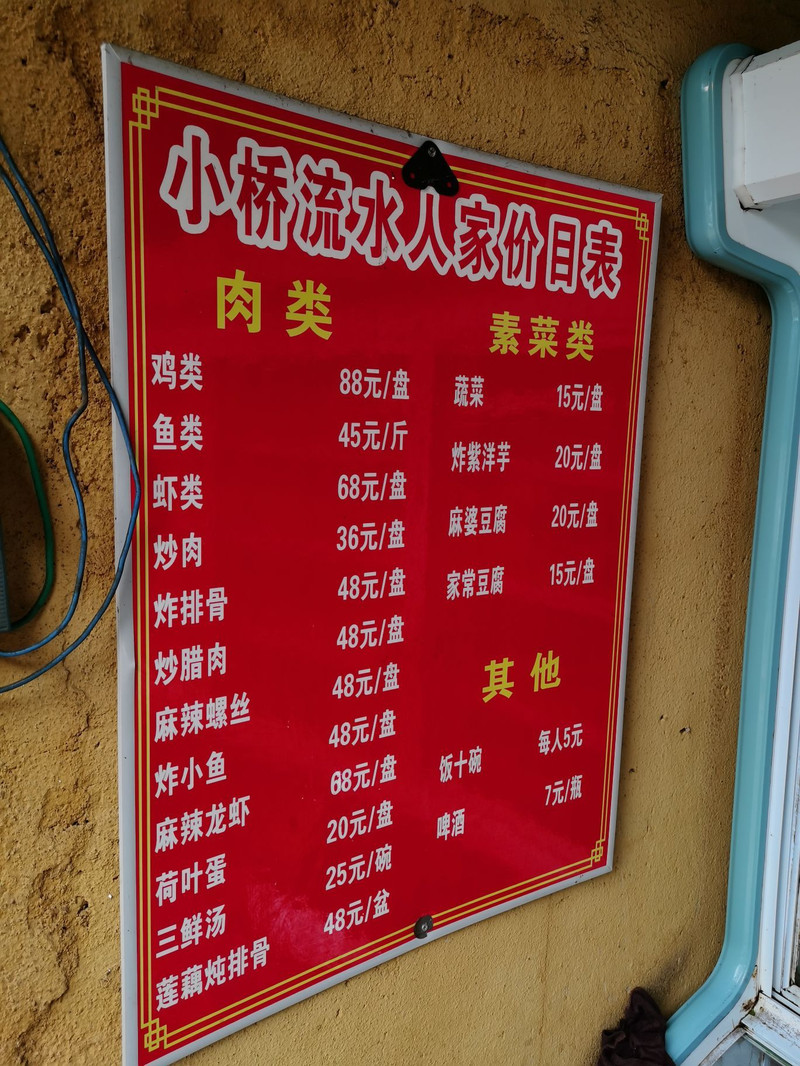 小桥流水人家价目表
肉类
鸡类 88元/盘
鱼类 45元/斤
虾类 68元/盘
炒肉 36元/盘
炸排骨 48元/盘
炒腊肉 48元/盘
麻辣螺丝 48元/盘
炸小鱼 48元/盘
麻辣龙虾 68元/盘
荷叶蛋 20元/盘
三鲜汤 25元/碗
莲藕炖排骨 48元/盆
素菜类
蔬菜 15元/盘
炸紫洋芋 20元/盘
麻婆豆腐 20元/盘
家常豆腐 15元/盘
其他
饭十碗 每人5元
啤酒 7元/瓶